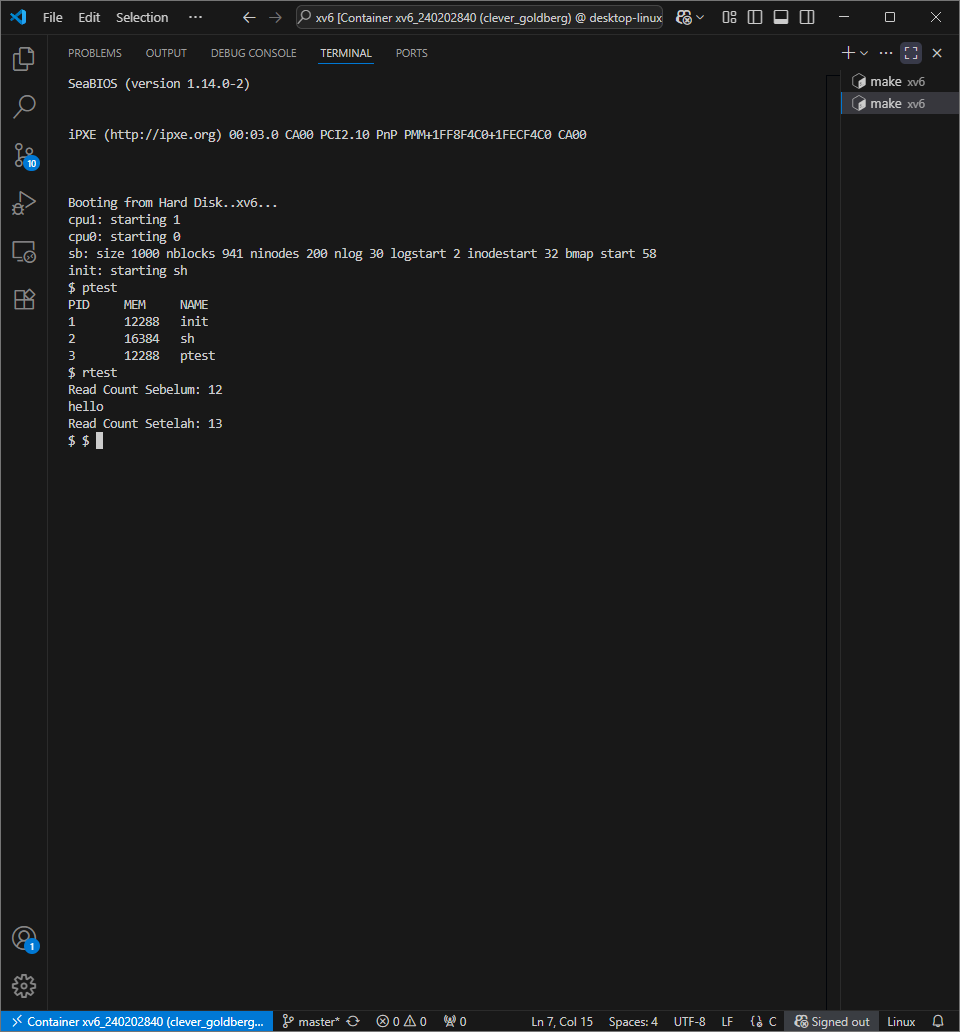 File Edit Selection ··· xv6 [Container xv6_240202840 (clever_goldberg) @ desktop-linux
PROBLEMS OUTPUT DEBUG CONSOLE TERMINAL PORTS
make xv6
make xv6
SeaBIOS (version 1.14.0-2)
iPXE (http://ipxe.org) 00:03.0 CA00 PCI2.10 PnP PMM+1FF8F4C0+1FECF4C0 CA00
Booting from Hard Disk..xv6...
cpu1: starting 1
cpu0: starting 0
sb: size 1000 nblocks 941 ninodes 200 nlog 30 logstart 2 inodestart 32 bmap start 58
init: starting sh
$ ptest
PID MEM NAME
1 12288 init
2 16384 sh
3 12288 ptest
$ rtest
Read Count Sebelum: 12
hello
Read Count Setelah: 13
$ $
10
1
Container xv6_240202840 (clever_goldberg... master* 0 0 0 Ln 7, Col 15 Spaces: 4 UTF-8 LF {} C Signed out Linux